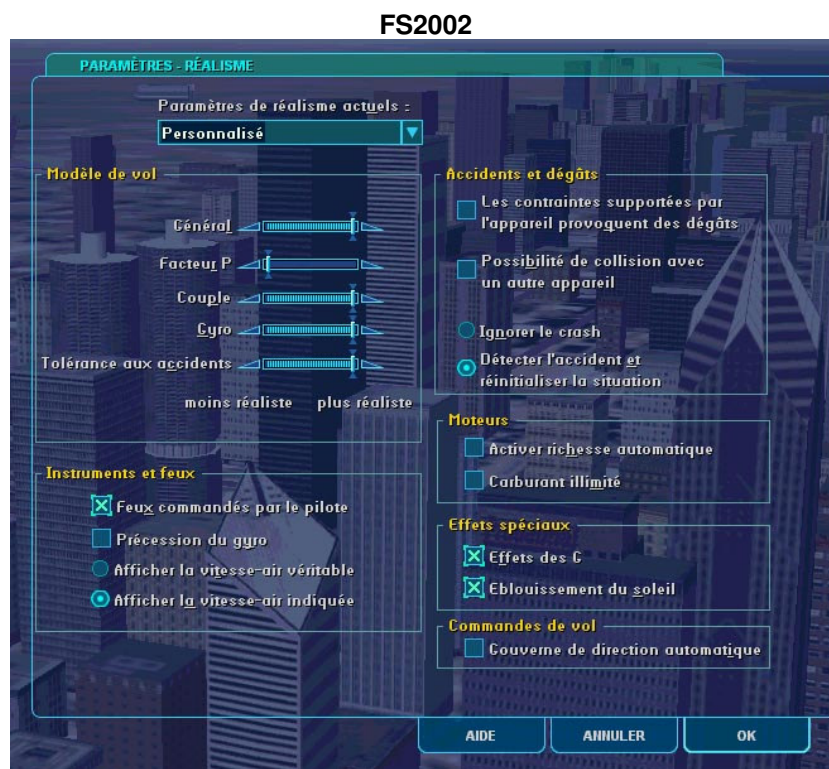 FS2002
PARAMÈTRES - RÉALISME
Paramètres de réalisme actuels :
Personnalisé
Modèle de vol
Général
Facteur P
Couple
Gyro
Tolérance aux accidents
moins réaliste plus réaliste
Instruments et feux
Feux commandés par le pilote
Précession du gyro
Afficher la vitesse-air véritable
Afficher la vitesse-air indiquée
Accidents et dégâts
Les contraintes supportées par
l'appareil provoquent des dégâts
Possibilité de collision avec
un autre appareil
Ignorer le crash
Détecter l'accident et
réinitialiser la situation
Moteurs
Activer richesse automatique
Carburant illimité
Effets spéciaux
Effets des G
Eblouissement du soleil
Commandes de vol
Gouverne de direction automatique
AIDE ANNULER OK